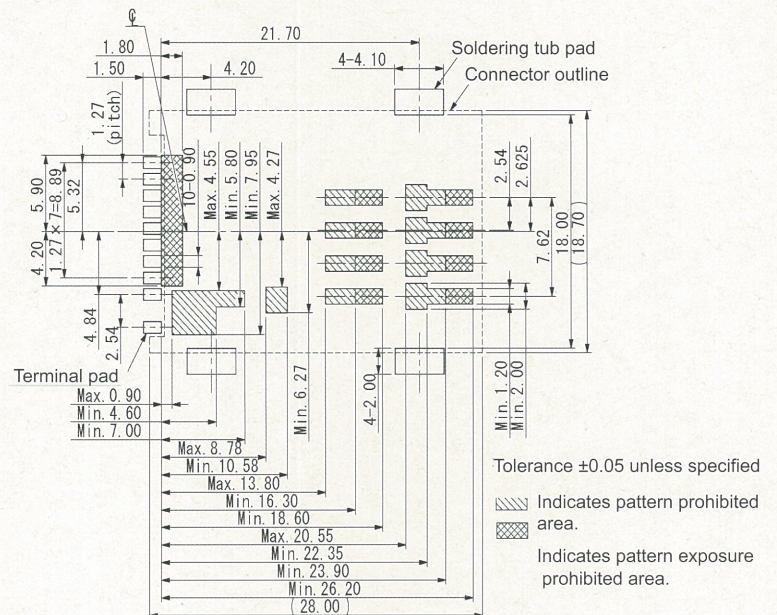 ℄
21.70
1.80
1.50
4.20
4-4.10
Soldering tub pad
Connector outline
1.27
(pitch)
5.90
1.27×7=8.89
5.32
10-0.90
Max. 4.55
Min. 5.80
Min. 7.95
Max. 4.27
2.54
2.625
7.62
18.00
(18.70)
4.20
4.84
2.54
Terminal pad
Max. 0.90
Min. 4.60
Min. 7.00
Min. 6.27
4-2.00
Min. 1.20
Min. 2.00
Max. 8.78
Min. 10.58
Max. 13.80
Min. 16.30
Min. 18.60
Max. 20.55
Min. 22.35
Min. 23.90
Min. 26.20
(28.00)
Tolerance ±0.05 unless specified
Indicates pattern prohibited
area.
Indicates pattern exposure
prohibited area.